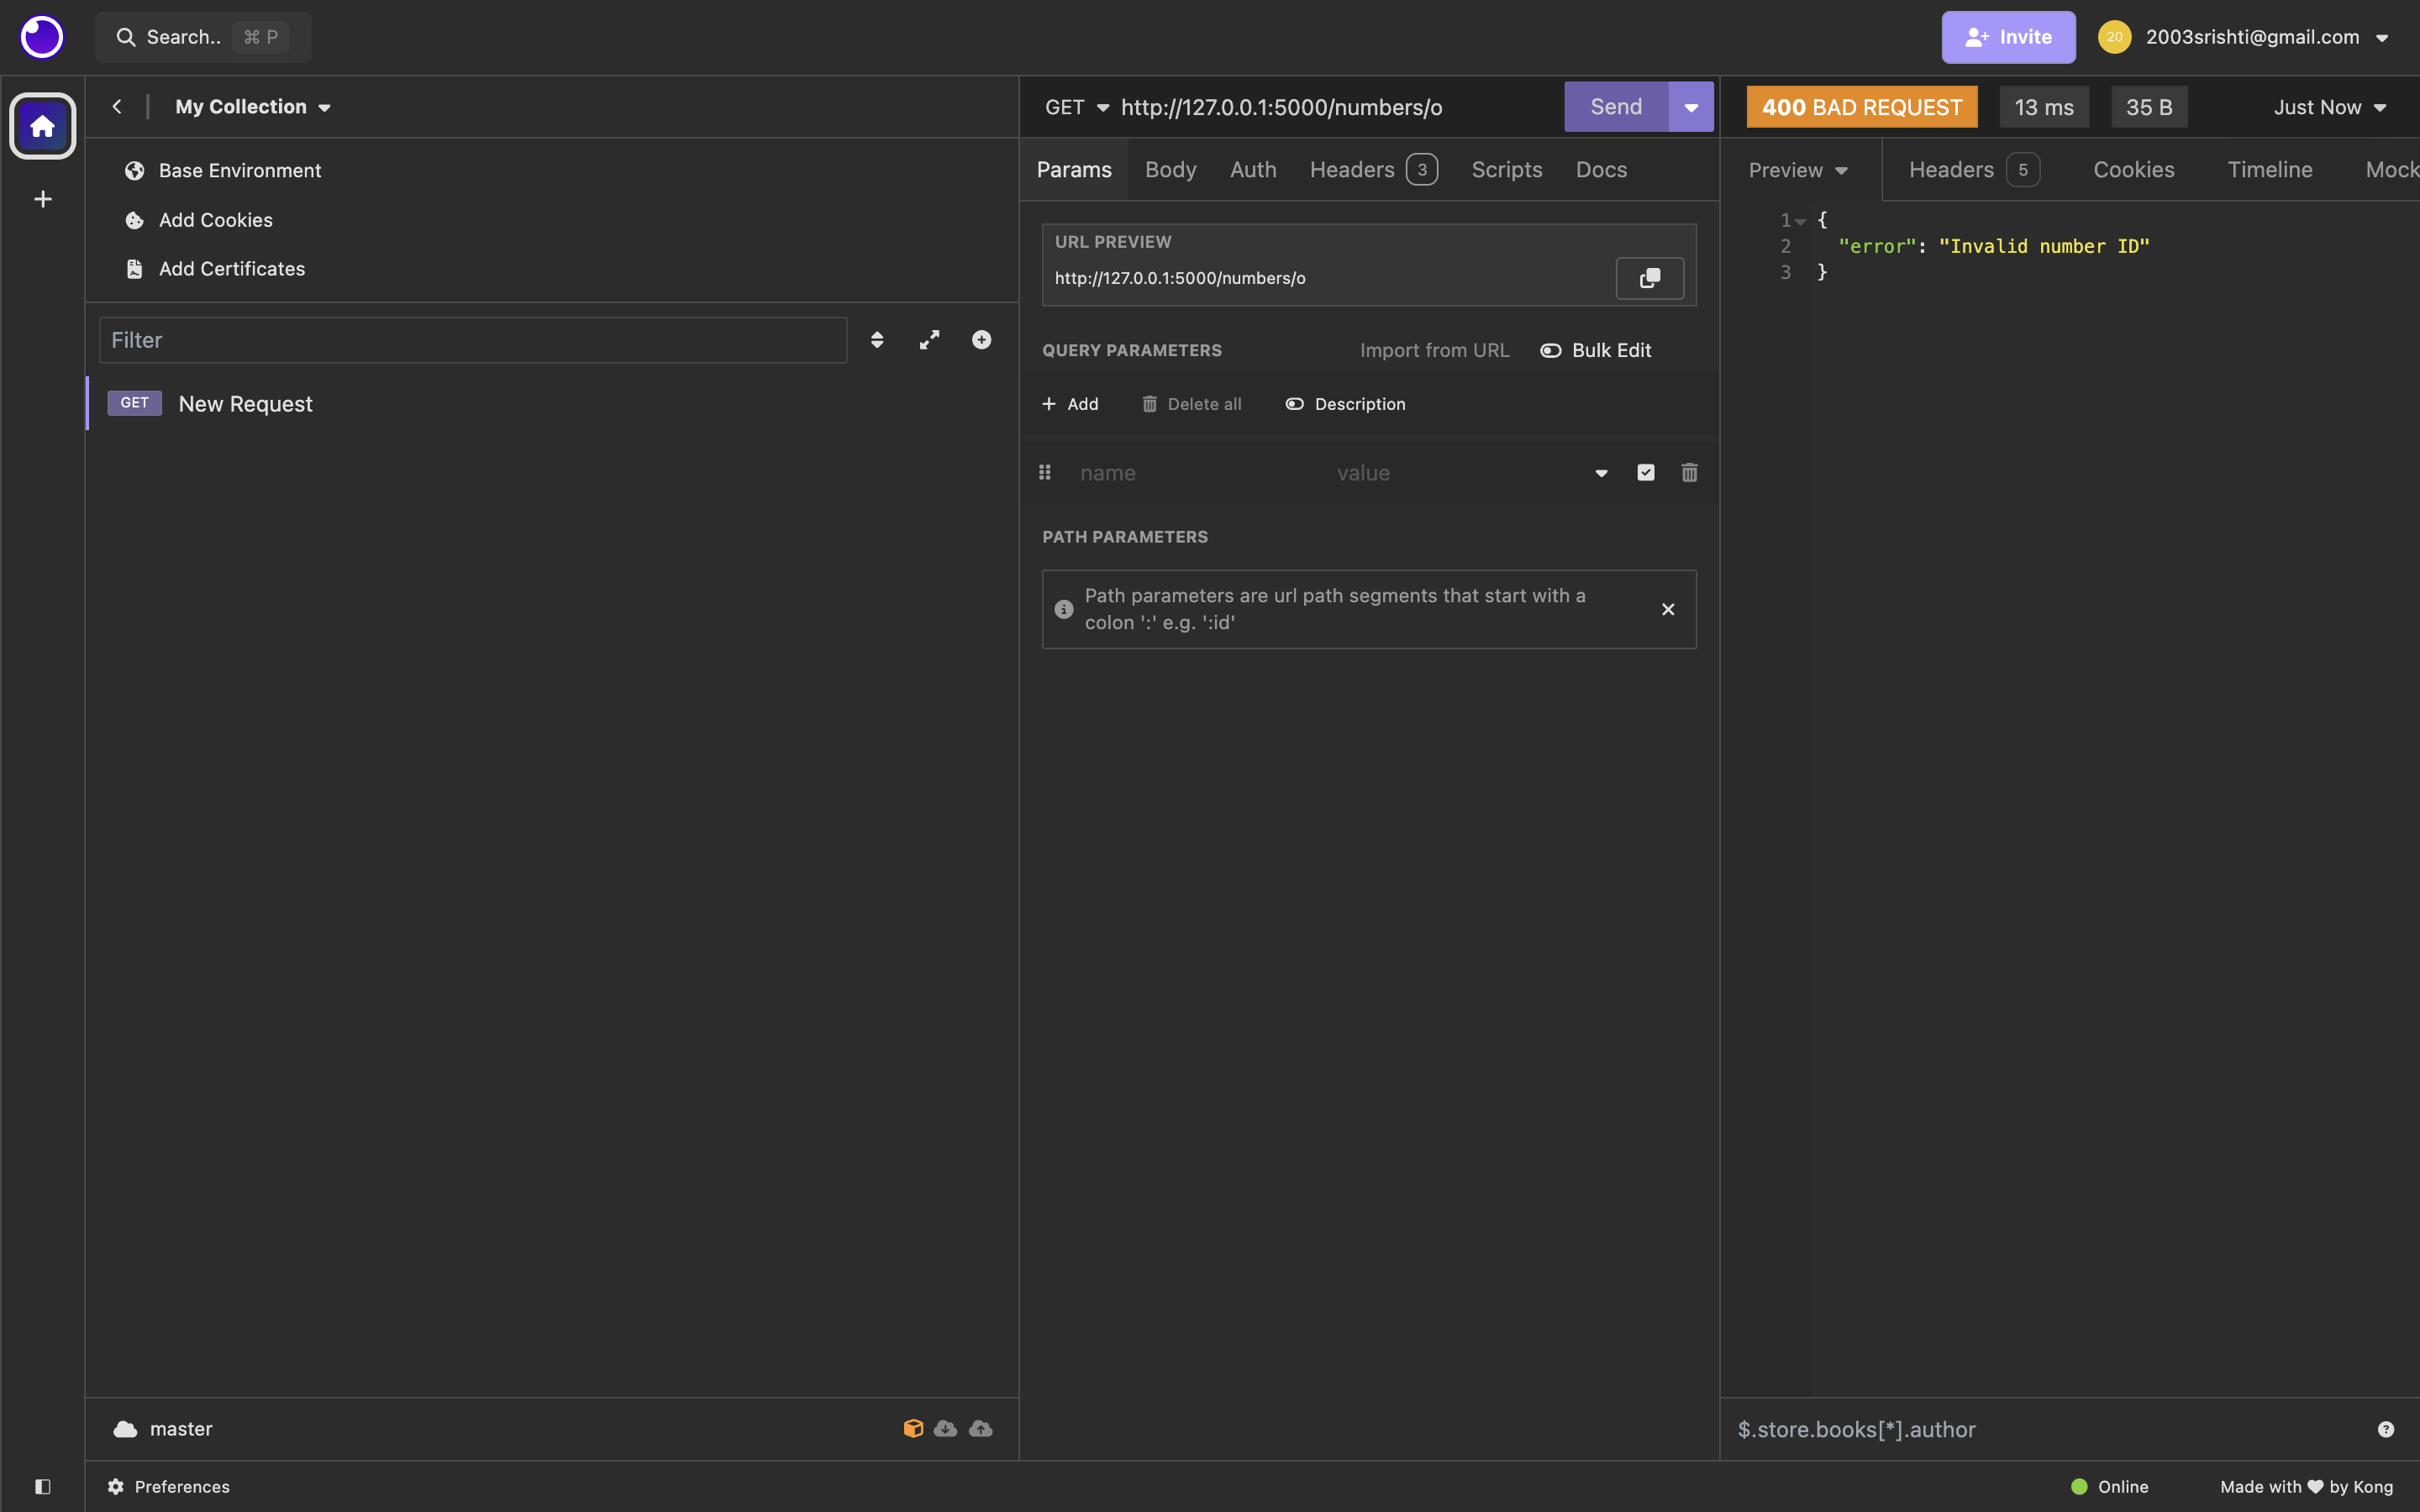 Search.. ⌘ P
Invite
20 2003srishti@gmail.com
My Collection
Base Environment
Add Cookies
Add Certificates
Filter
GET New Request
master
Preferences
GET http://127.0.0.1:5000/numbers/o Send
Params Body Auth Headers 3 Scripts Docs
URL PREVIEW
http://127.0.0.1:5000/numbers/o
QUERY PARAMETERS Import from URL Bulk Edit
+ Add Delete all Description
name value
PATH PARAMETERS
Path parameters are url path segments that start with a
colon ':' e.g. ':id'
400 BAD REQUEST 13 ms 35 B Just Now
Preview Headers 5 Cookies Timeline Mock
1 {
2 "error": "Invalid number ID"
3 }
$.store.books[*].author
Online Made with ♥ by Kong